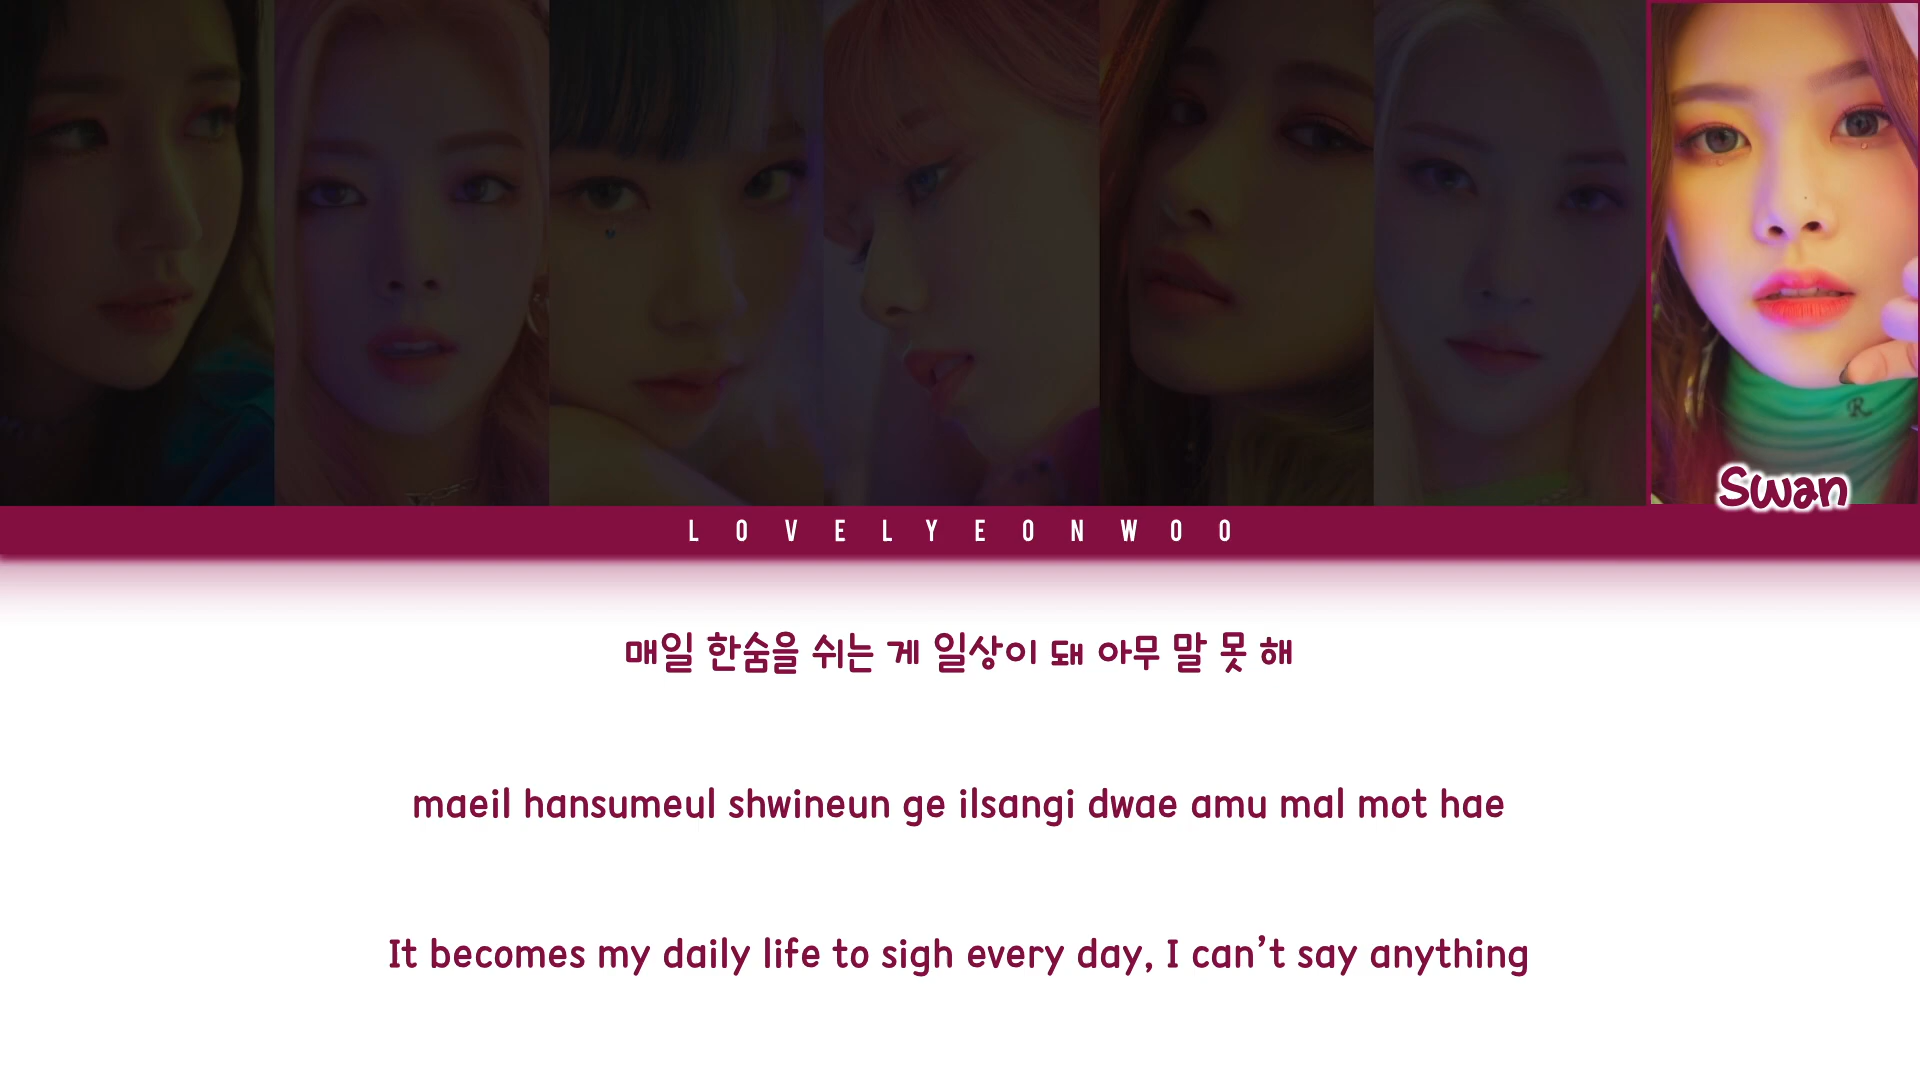 Swan
LOVELYEONWOO
매일 한숨을 쉬는 게 일상이 돼 아무 말 못 해
maeil hansumeul shwineun ge ilsangi dwae amu mal mot hae
It becomes my daily life to sigh every day, I can’t say anything